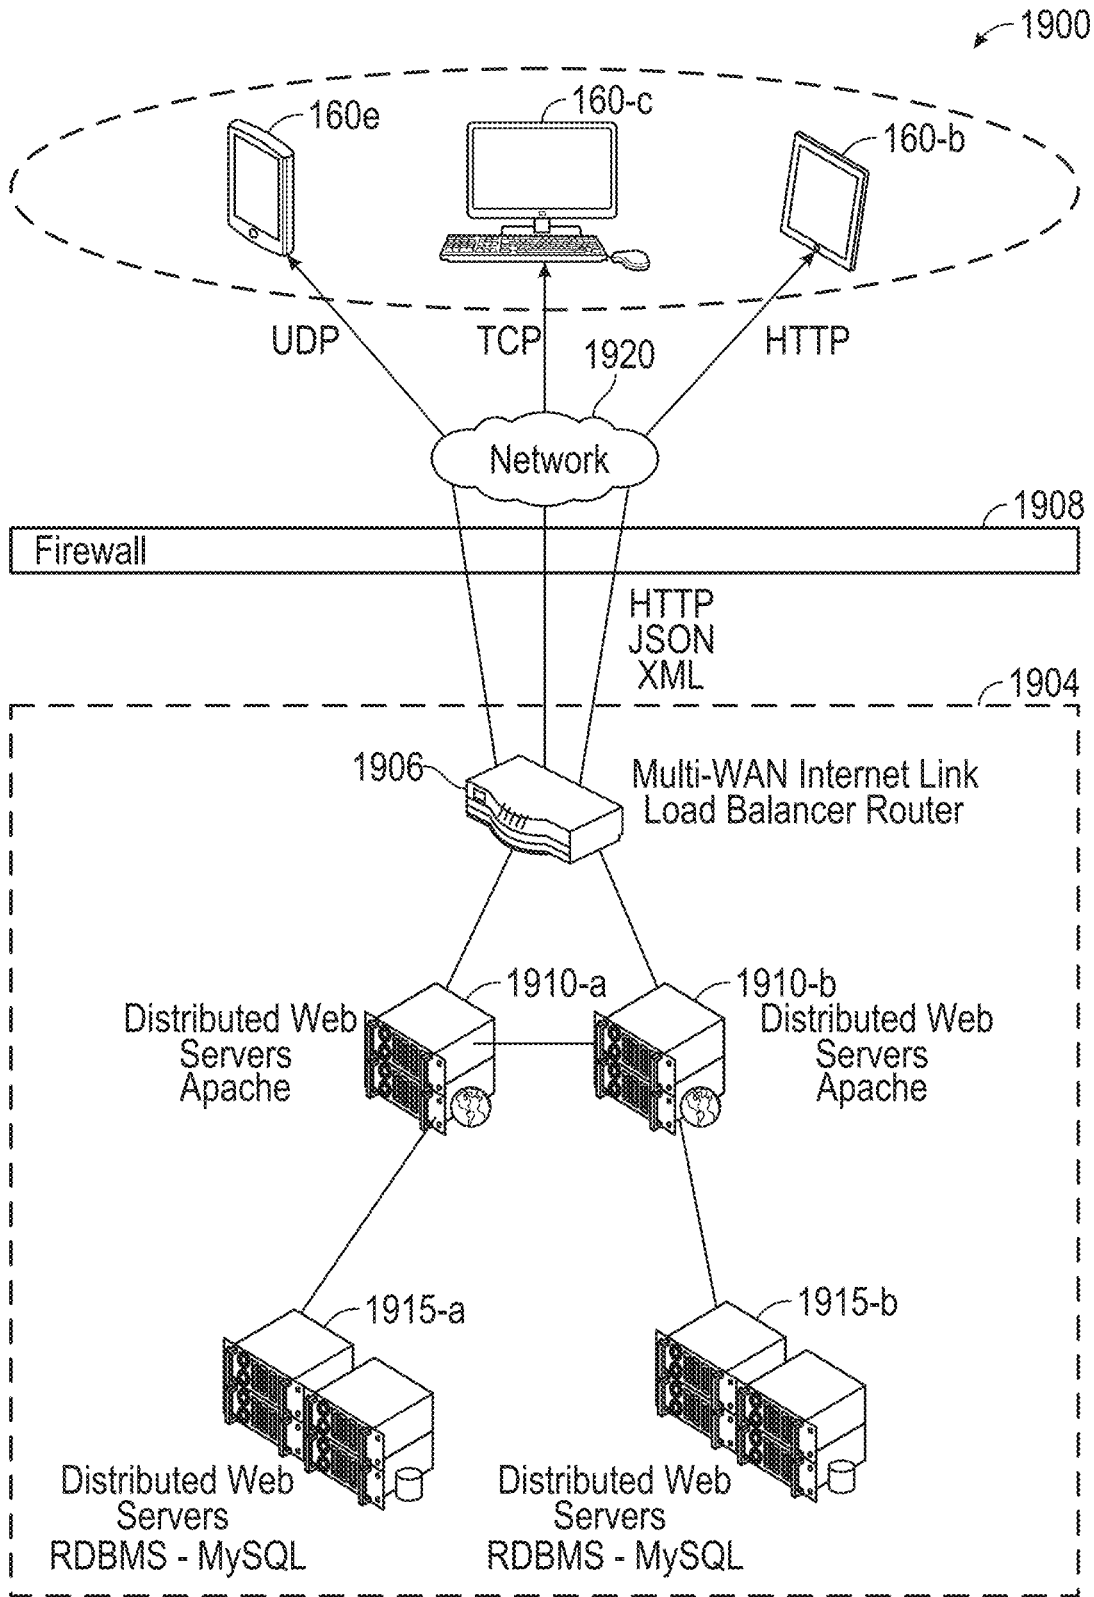 1900
160e
160-c
160-b
UDP
TCP
HTTP
1920
Network
1908
Firewall
HTTP
JSON
XML
1904
1906
Multi-WAN Internet Link
Load Balancer Router
1910-a
1910-b
Distributed Web
Servers
Apache
Distributed Web
Servers
Apache
1915-a
1915-b
Distributed Web
Servers
RDBMS - MySQL
Distributed Web
Servers
RDBMS - MySQL